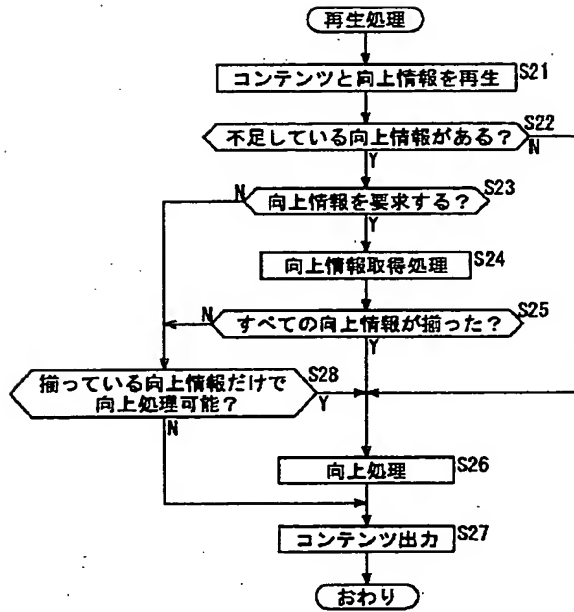 再生処理
コンテンツと向上情報を再生
S21
不足している向上情報がある？
S22
N
Y
向上情報を要求する？
S23
N
Y
向上情報取得処理
S24
すべての向上情報が揃った？
S25
N
Y
揃っている向上情報だけで
向上処理可能？
S28
Y
N
向上処理
S26
コンテンツ出力
S27
おわり